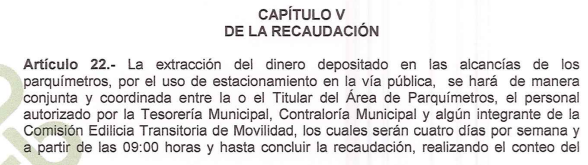 CAPÍTULO V
DE LA RECAUDACIÓN
Artículo 22.- La extracción del dinero depositado en las alcancías de los
parquímetros, por el uso de estacionamiento en la vía pública, se hará de manera
conjunta y coordinada entre la o el Titular del Área de Parquímetros, el personal
autorizado por la Tesorería Municipal, Contraloría Municipal y algún integrante de la
Comisión Edilicia Transitoria de Movilidad, los cuales serán cuatro días por semana y
a partir de las 09:00 horas y hasta concluir la recaudación, realizando el conteo del